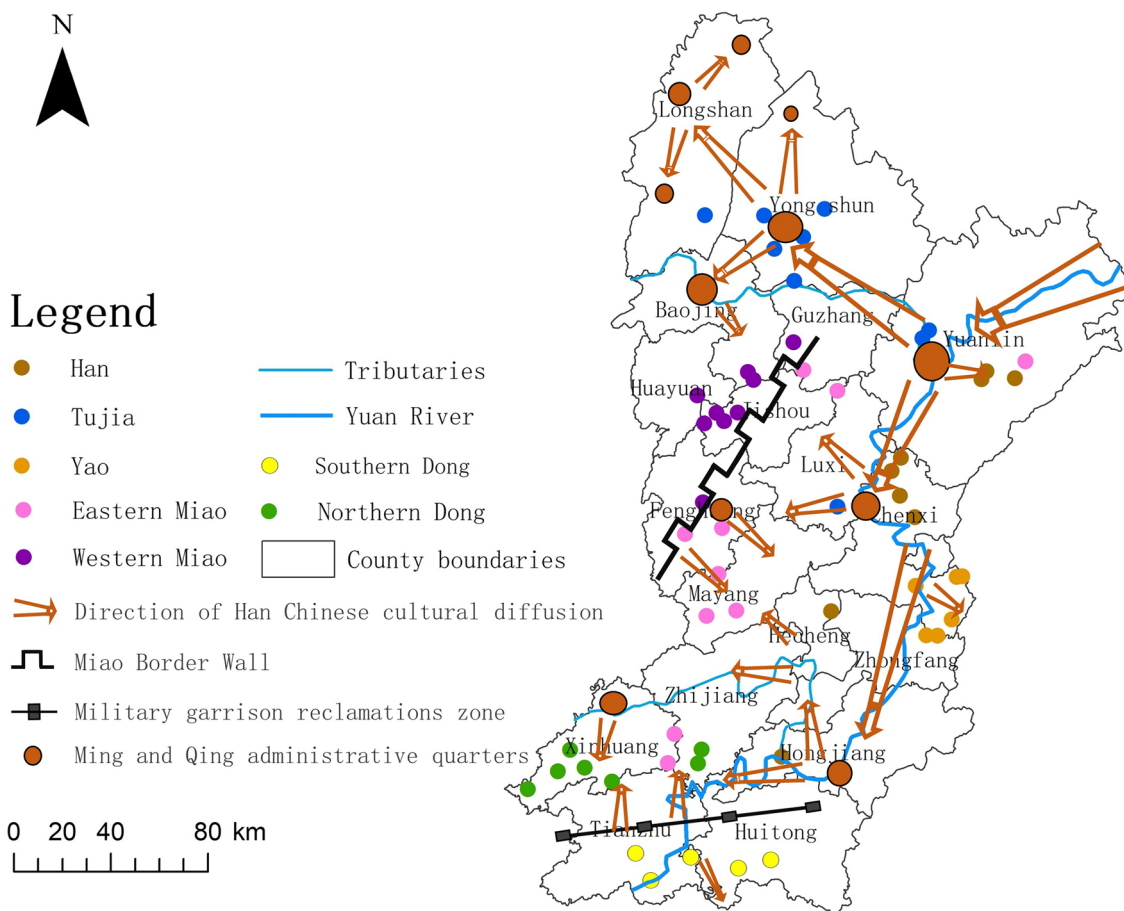 N
Longshan
Yongshun
Baojing
Guzhang
Yuanlin
Legend
Han
Tributaries
Huayuan
Jishou
Tujia
Yuan River
Yao
Southern Dong
Luxi
Eastern Miao
Northern Dong
Fenghuang
Chenxi
Western Miao
County boundaries
Mayang
Direction of Han Chinese cultural diffusion
Hecheng
Miao Border Wall
Zhongfang
Zhijiang
Military garrison reclamations zone
Ming and Qing administrative quarters
Xinhuang
Hongjiang
Tianzhu
Huitong
0 20 40 80 km